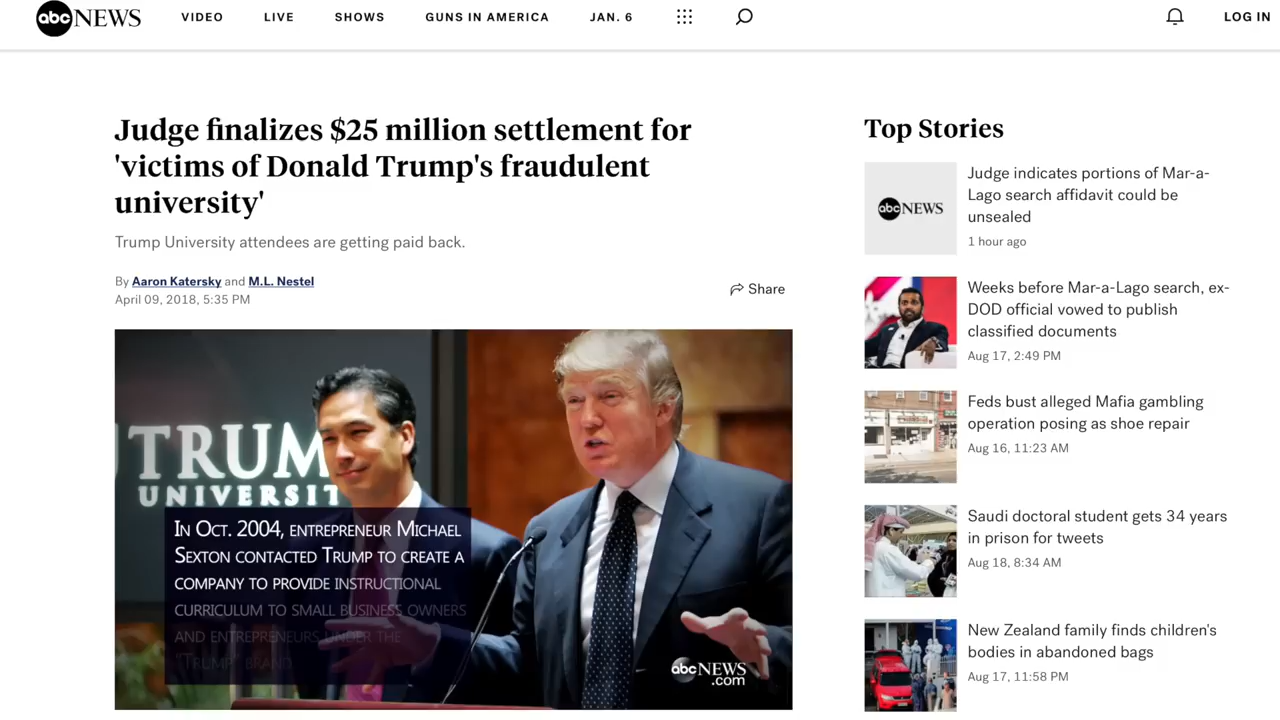 abc NEWS
VIDEO
LIVE
SHOWS
GUNS IN AMERICA
JAN. 6
LOG IN
Judge finalizes $25 million settlement for
'victims of Donald Trump's fraudulent
university'
Trump University attendees are getting paid back.
By Aaron Katersky and M.L. Nestel
April 09, 2018, 5:35 PM
Share
TRUM
UNIVERSIT
IN OCT. 2004, ENTREPRENEUR MICHAEL
SEXTON CONTACTED TRUMP TO CREATE A
COMPANY TO PROVIDE INSTRUCTIONAL
CURRICULUM TO SMALL BUSINESS OWNERS
AND ENTREPRENEURS UNDER THE
"TRUMP" BRAND
abc NEWS
.com
Top Stories
abc NEWS
Judge indicates portions of Mar-a-
Lago search affidavit could be
unsealed
1 hour ago
Weeks before Mar-a-Lago search, ex-
DOD official vowed to publish
classified documents
Aug 17, 2:49 PM
Feds bust alleged Mafia gambling
operation posing as shoe repair
Aug 16, 11:23 AM
Saudi doctoral student gets 34 years
in prison for tweets
Aug 18, 8:34 AM
New Zealand family finds children's
bodies in abandoned bags
Aug 17, 11:58 PM